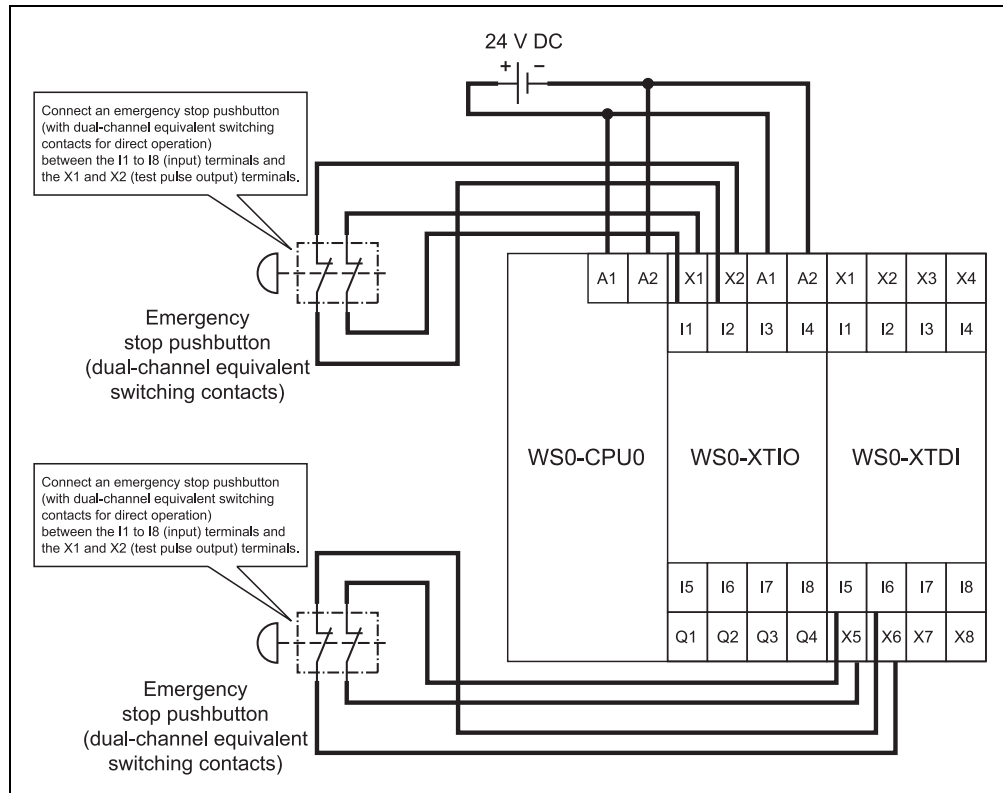 24 V DC
+ −
Connect an emergency stop pushbutton
(with dual-channel equivalent switching
contacts for direct operation)
between the I1 to I8 (input) terminals and
the X1 and X2 (test pulse output) terminals.
A1 A2 X1 X2 A1 A2 X1 X2 X3 X4
I1 I2 I3 I4 I1 I2 I3 I4
Emergency
stop pushbutton
(dual-channel equivalent
switching contacts)
WS0-CPU0 WS0-XTIO WS0-XTDI
Connect an emergency stop pushbutton
(with dual-channel equivalent switching
contacts for direct operation)
between the I1 to I8 (input) terminals and
the X1 and X2 (test pulse output) terminals.
I5 I6 I7 I8 I5 I6 I7 I8
Q1 Q2 Q3 Q4 X5 X6 X7 X8
Emergency
stop pushbutton
(dual-channel equivalent
switching contacts)